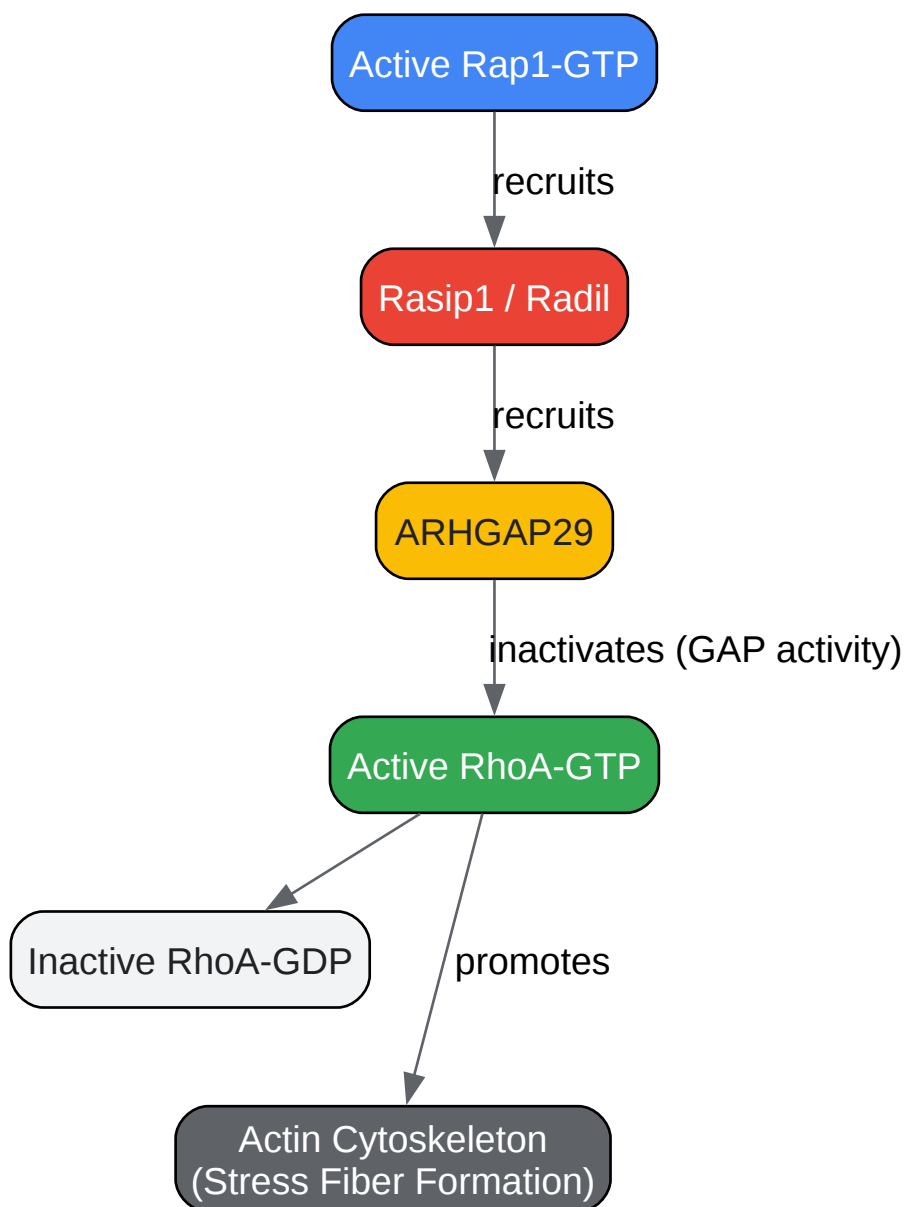 Active Rap1-GTP
recruits
Rasip1 / Radil
recruits
ARHGAP29
inactivates (GAP activity)
Active RhoA-GTP
Inactive RhoA-GDP
promotes
Actin Cytoskeleton
(Stress Fiber Formation)